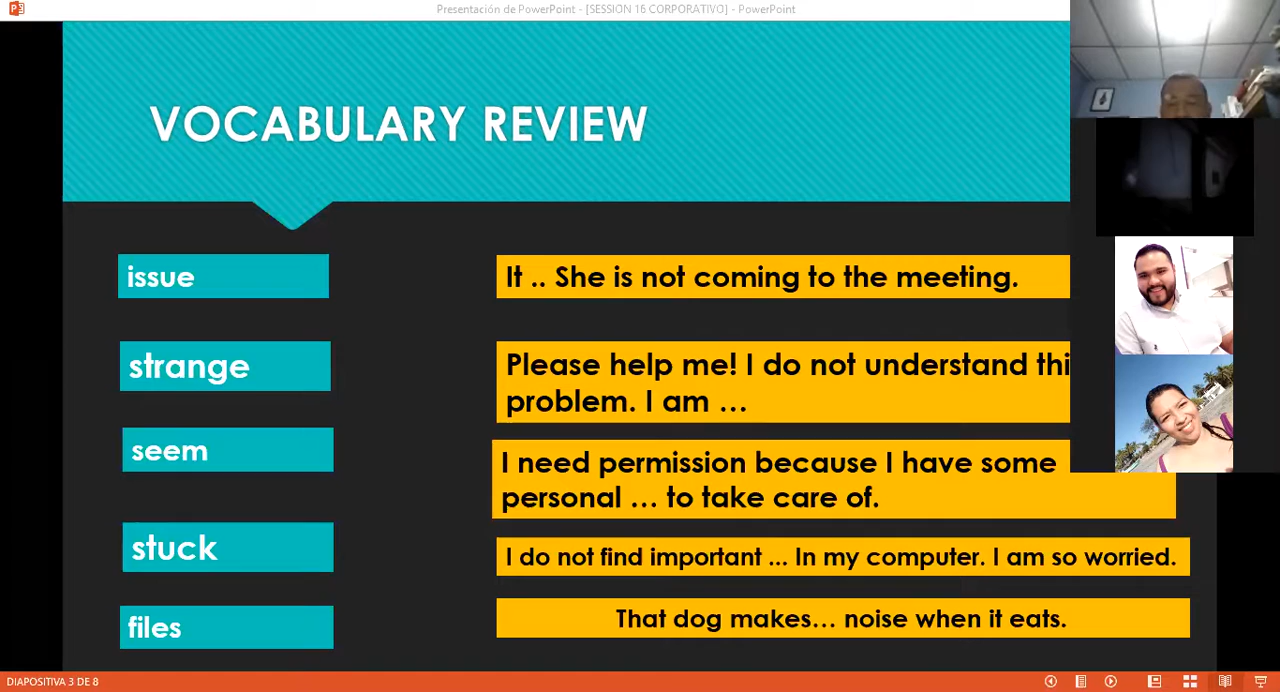 Presentación de PowerPoint - [SESSION 16 CORPORATIVO] - PowerPoint
VOCABULARY REVIEW
issue
It .. She is not coming to the meeting.
strange
Please help me! I do not understand thi
problem. I am ...
seem
I need permission because I have some
personal ... to take care of.
stuck
I do not find important ... In my computer. I am so worried.
files
That dog makes... noise when it eats.
DIAPOSITIVA 3 DE 8